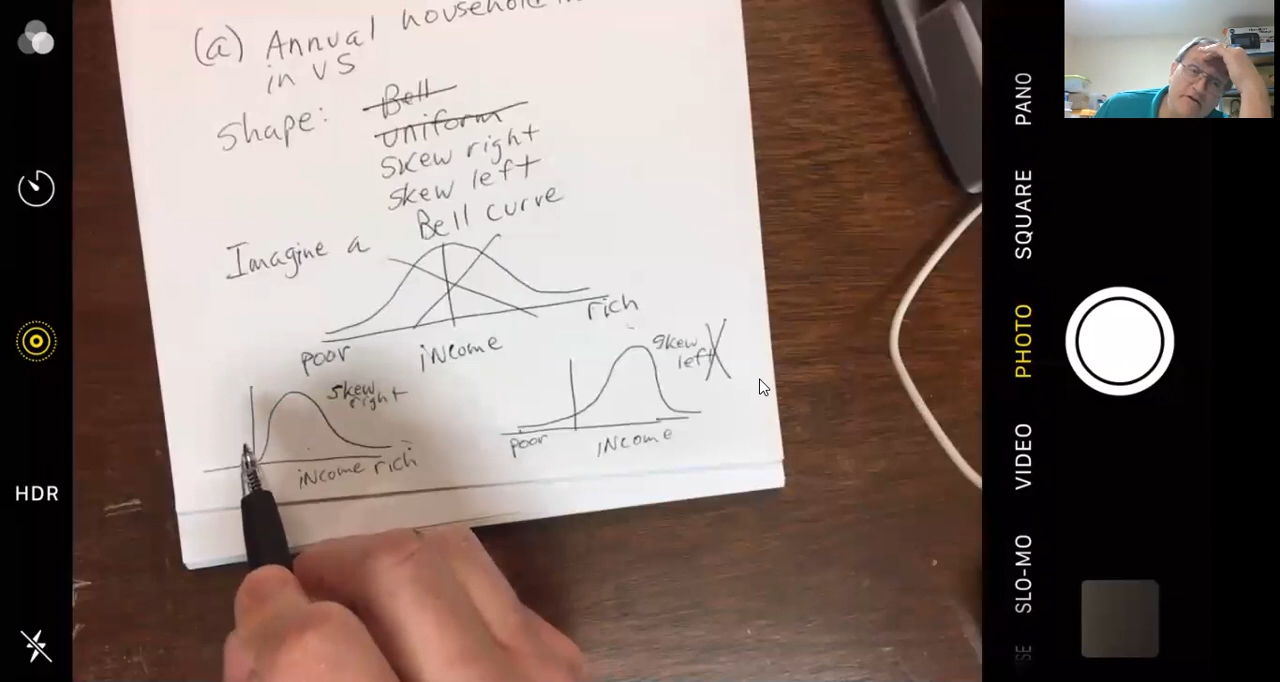 (a) Annual household
in US
shape: Bell
uniform
skew right
skew left
Imagine a Bell curve
poor income rich
skew
right
income rich
skew
left
poor income
HDR
PANO
SQUARE
PHOTO
VIDEO
SLO-MO
SE